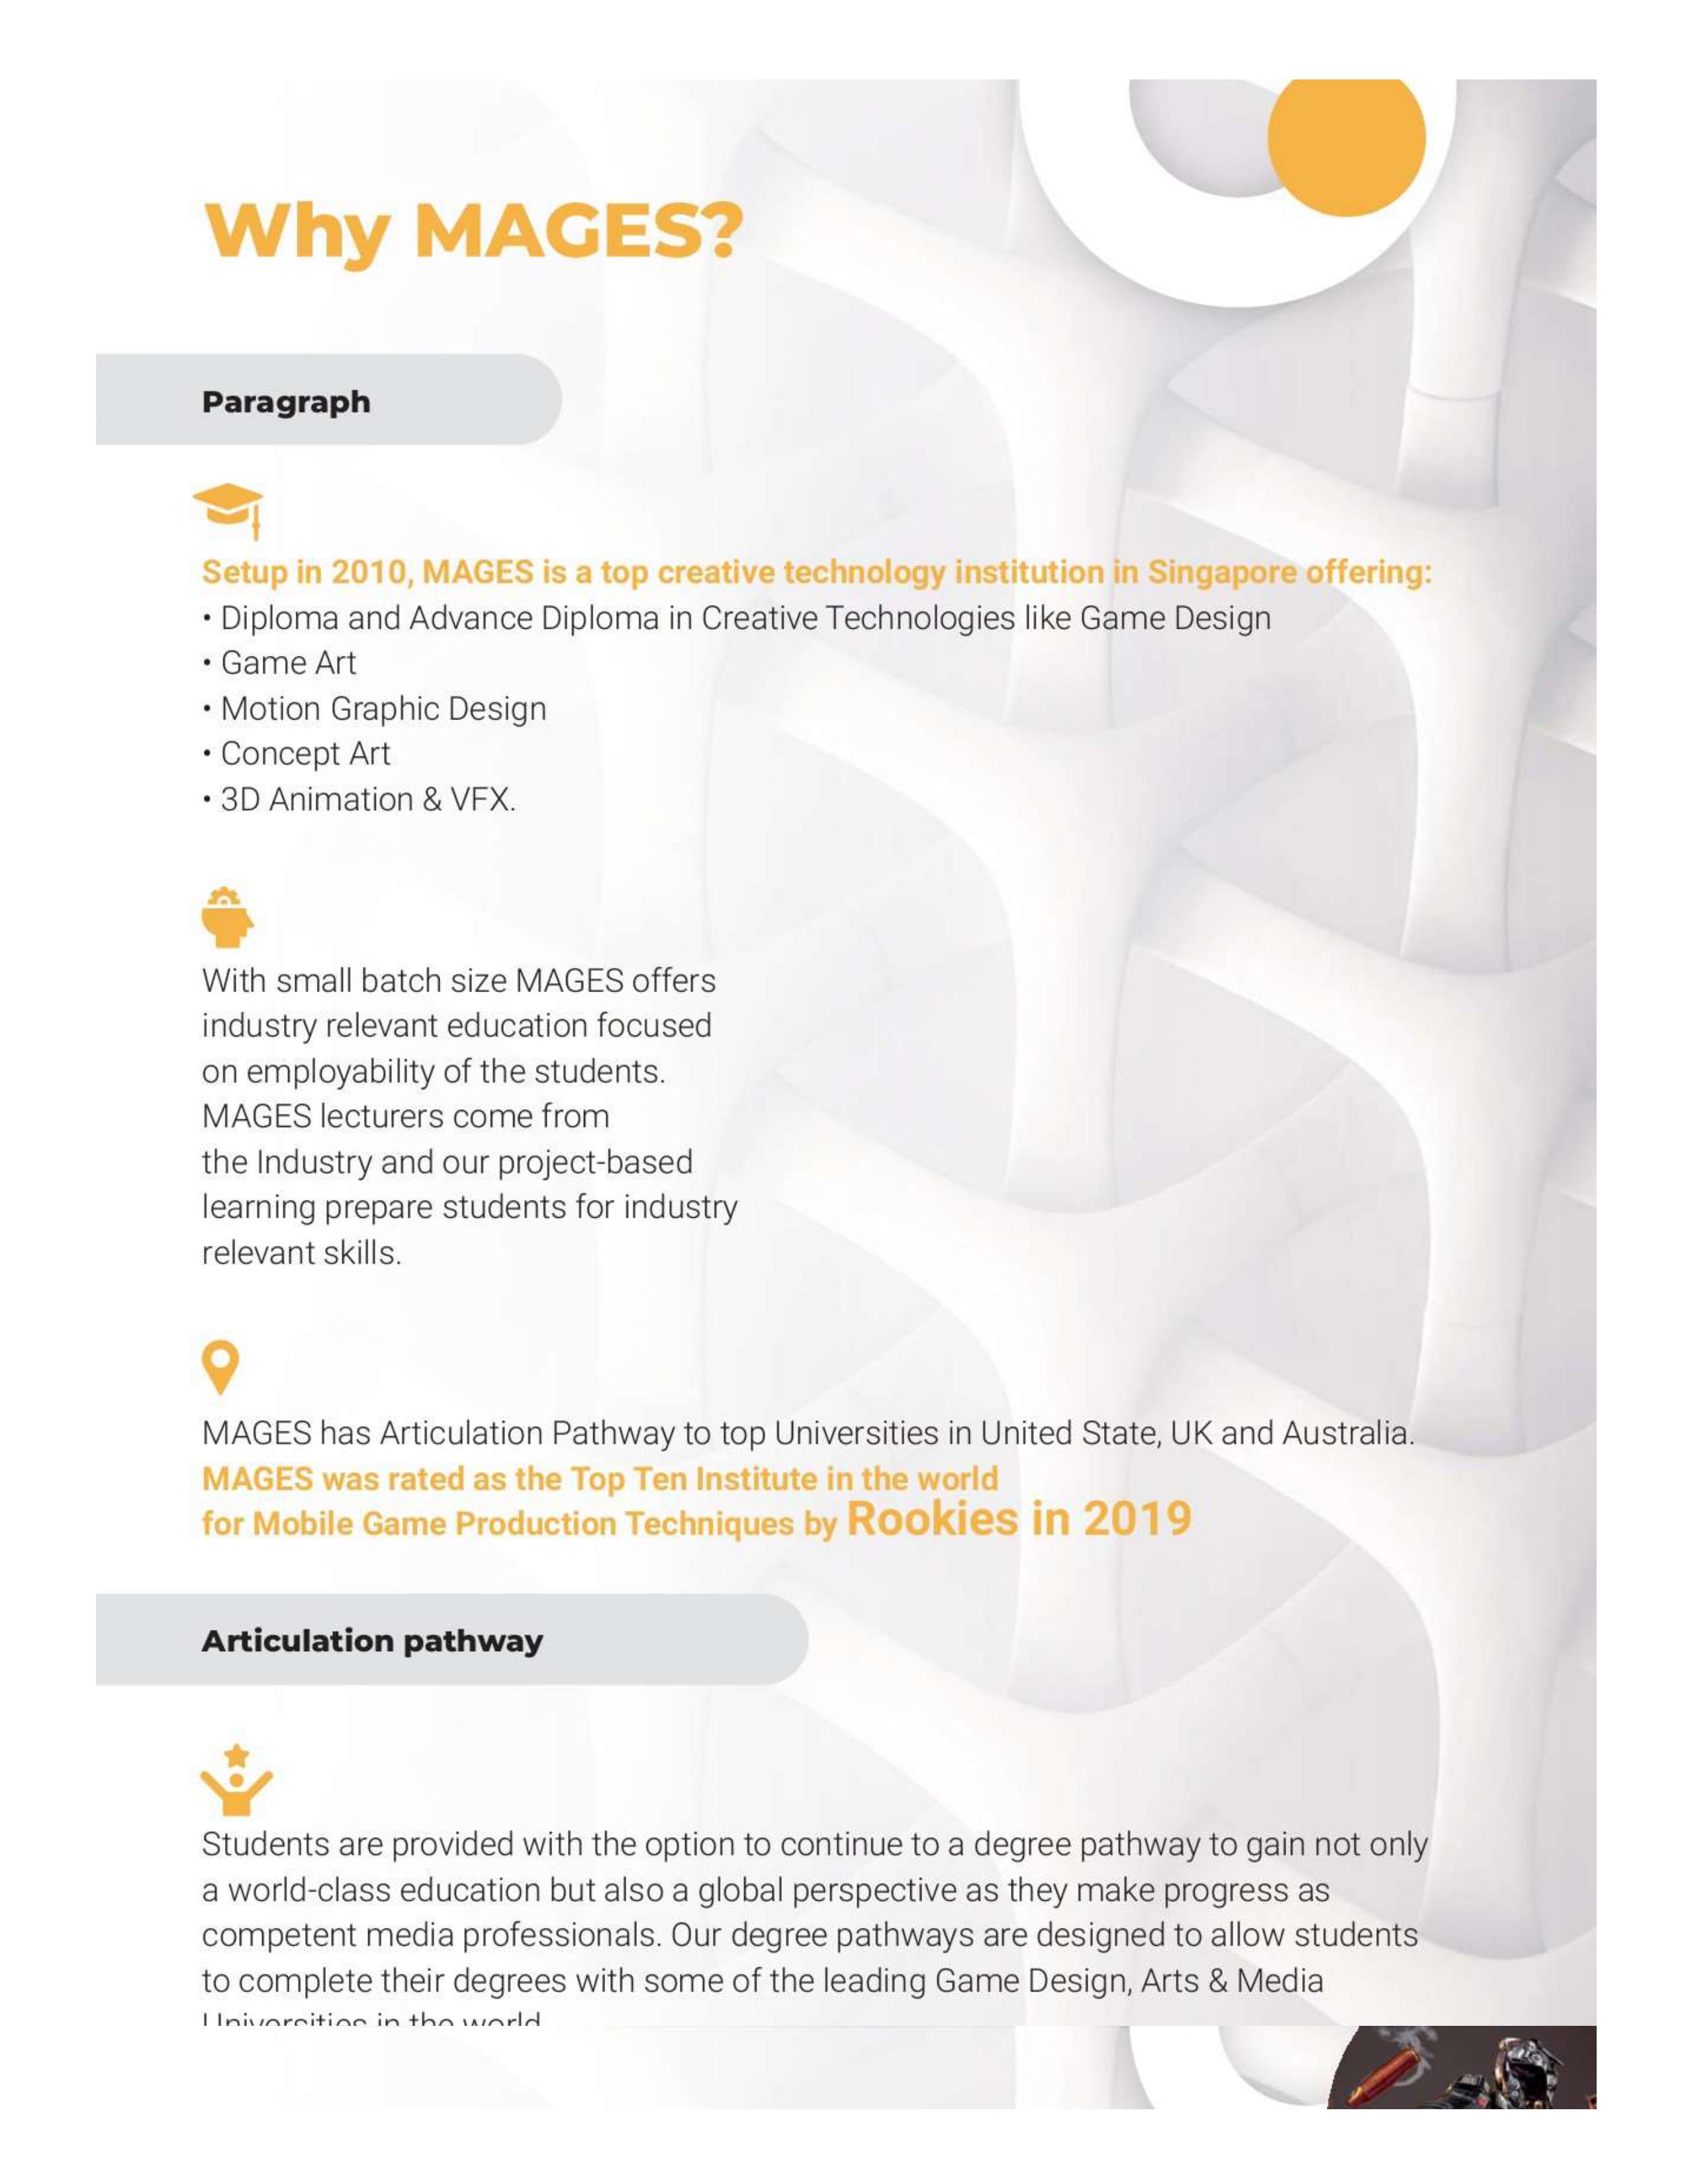 Why MAGES?
Paragraph
Setup in 2010, MAGES is a top creative technology institution in Singapore offering:
• Diploma and Advance Diploma in Creative Technologies like Game Design
• Game Art
• Motion Graphic Design
• Concept Art
• 3D Animation & VFX.
With small batch size MAGES offers
industry relevant education focused
on employability of the students.
MAGES lecturers come from
the Industry and our project-based
learning prepare students for industry
relevant skills.
MAGES has Articulation Pathway to top Universities in United State, UK and Australia.
MAGES was rated as the Top Ten Institute in the world
for Mobile Game Production Techniques by Rookies in 2019
Articulation pathway
Students are provided with the option to continue to a degree pathway to gain not only
a world-class education but also a global perspective as they make progress as
competent media professionals. Our degree pathways are designed to allow students
to complete their degrees with some of the leading Game Design, Arts & Media
Universities in the world